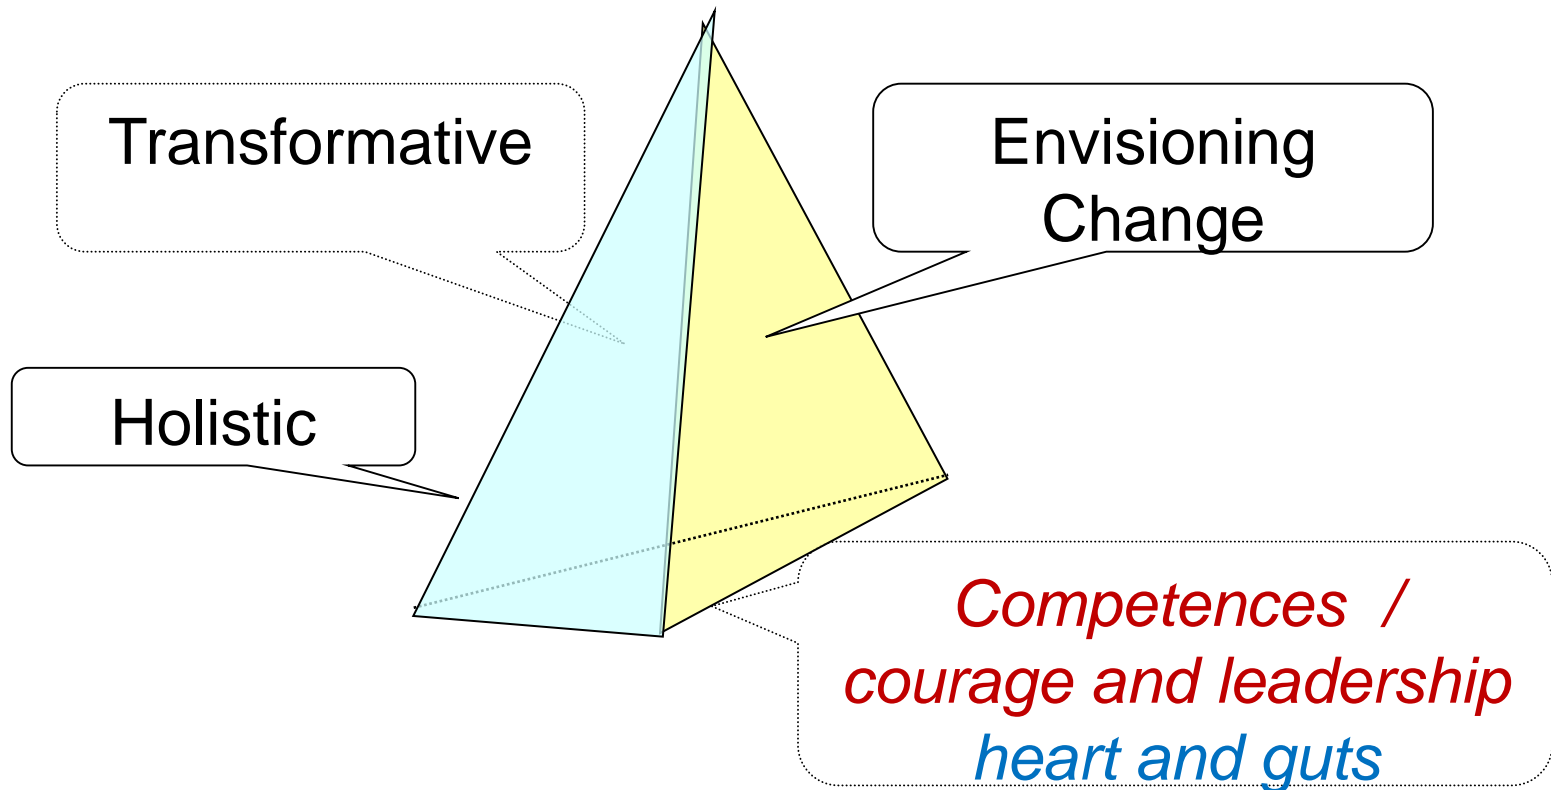 Transformative
Envisioning
Change
Holistic
Competences /
courage and leadership
heart and guts